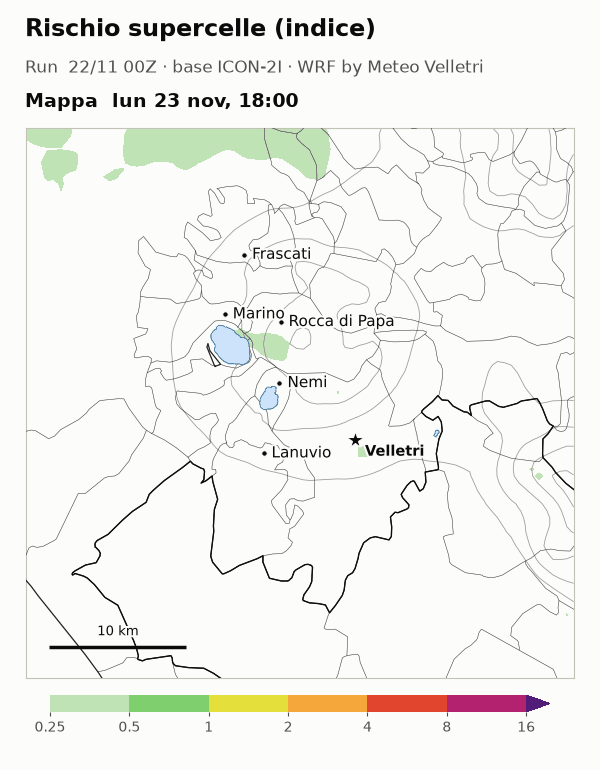 Rischio supercelle (indice)
Run  22/11 00Z · base ICON-2I · WRF by Meteo Velletri
Mappa  lun 23 nov, 18:00
Frascati
Marino
Rocca di Papa
Nemi
Velletri
Lanuvio
10 km
0.25 0.5 1 2 4 8 16